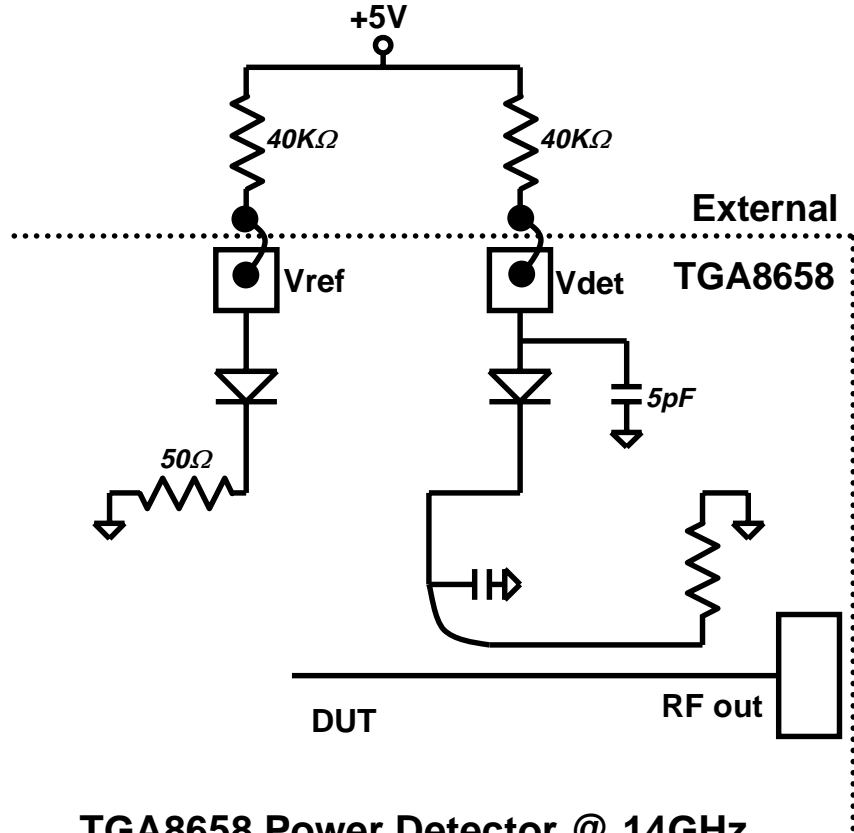 +5V
40KΩ
40KΩ
External
Vref
Vdet
TGA8658
5pF
50Ω
RF out
DUT
TGA8658 Power Detector @ 14GHz